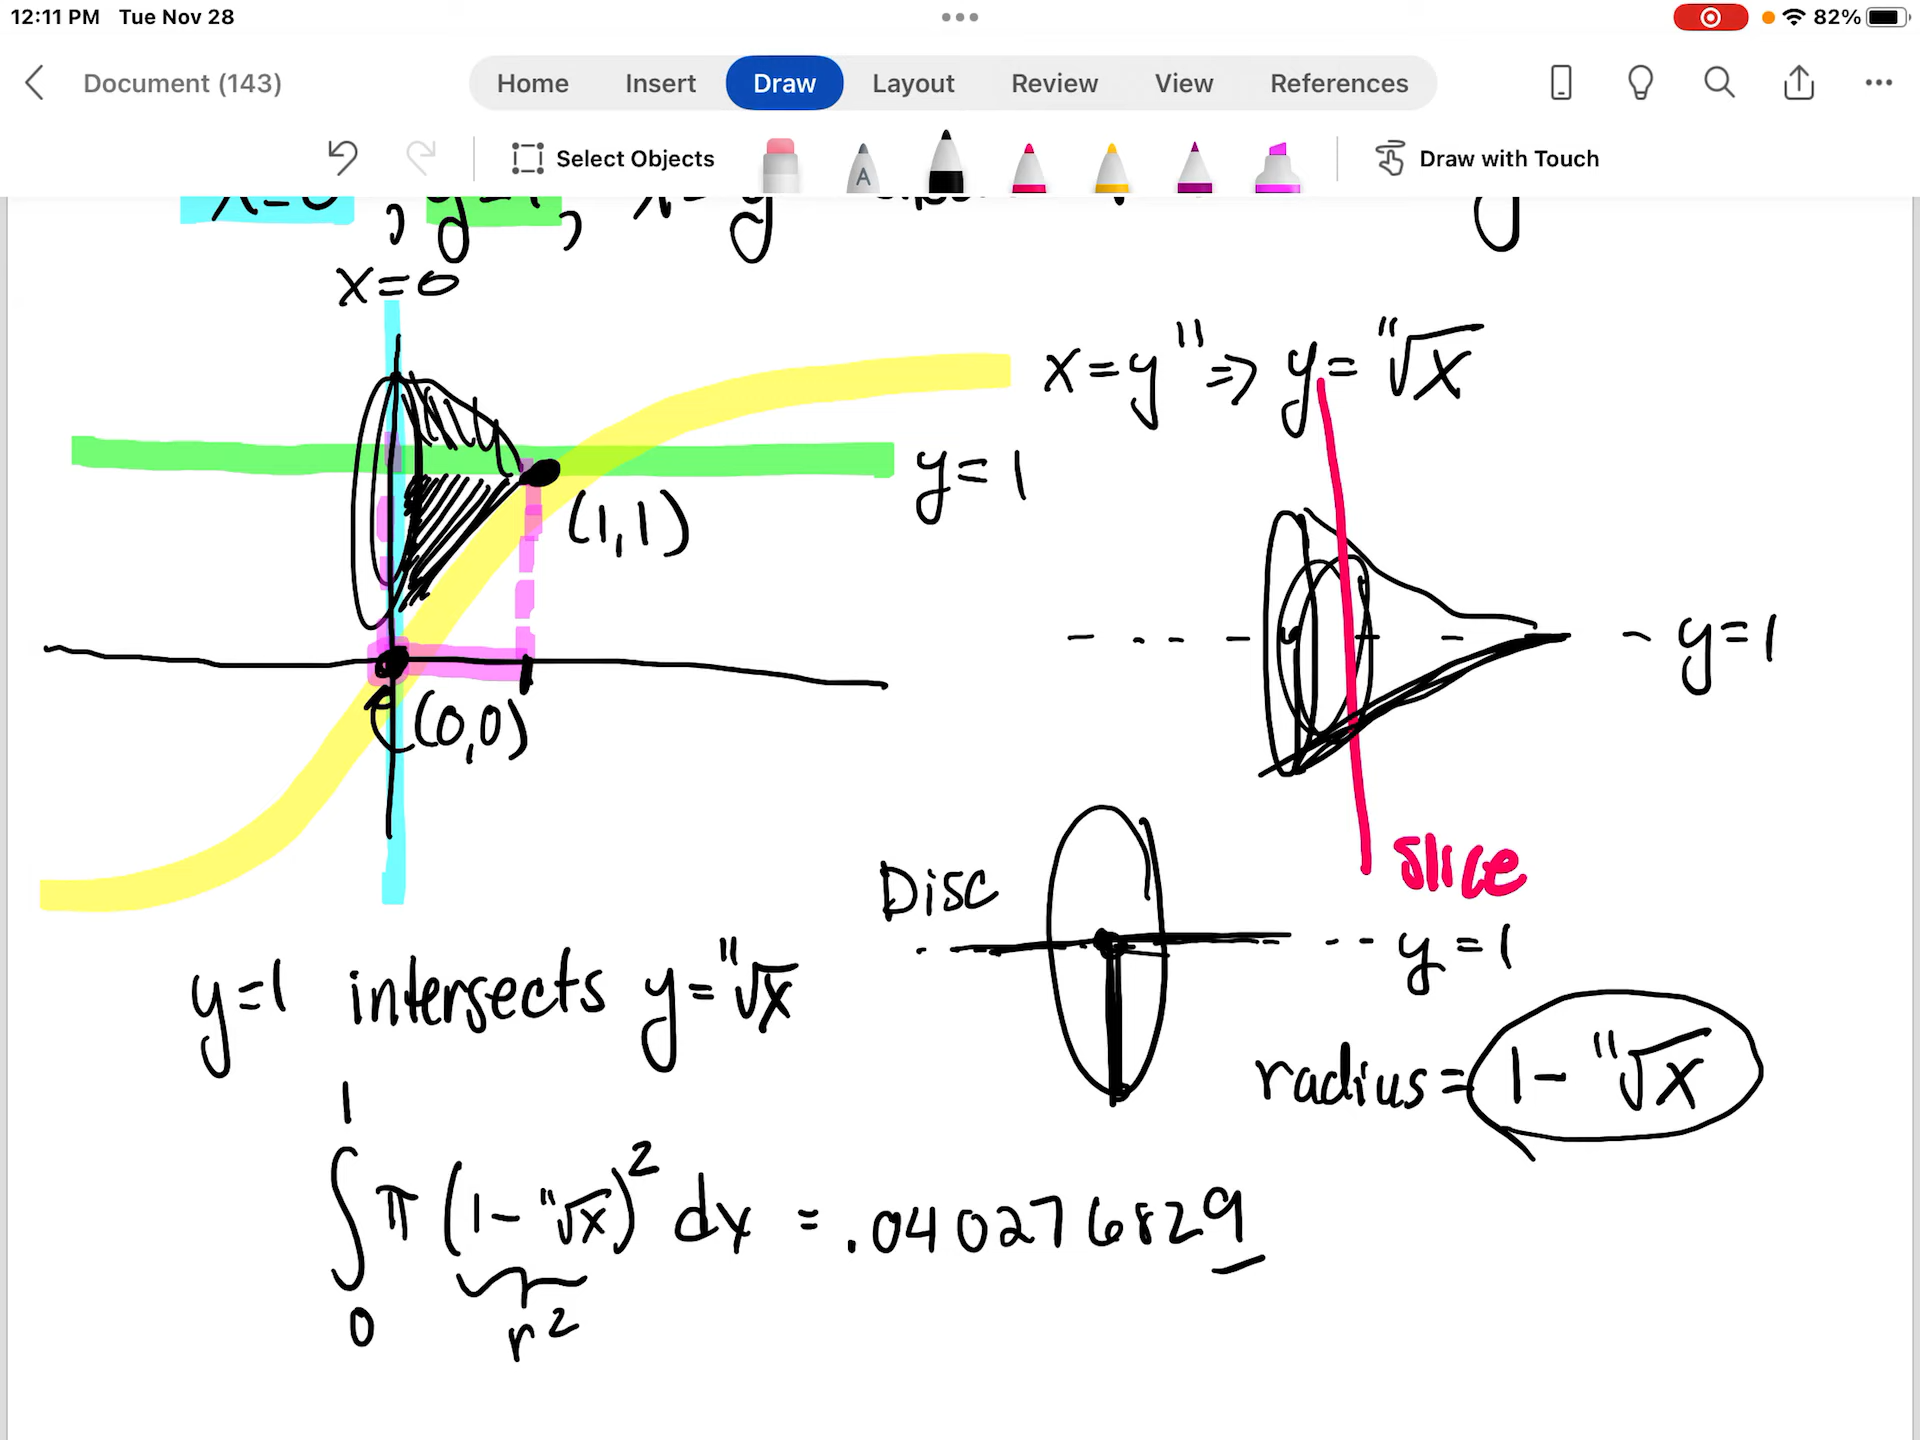 12:11 PM Tue Nov 28
82%
Document (143)
Home Insert Draw Layout Review View References
Select Objects
A
Draw with Touch
x=0, y=1, x=y
x=0
x=y¹¹ ⇒ y=¹¹√x
y=1
(1,1)
y=1
(0,0)
slice
Disc
y=1
y=1 intersects y=¹¹√x
radius=1-¹¹√x
∫₀¹ π(1-¹¹√x)² dx = .040276829
r²